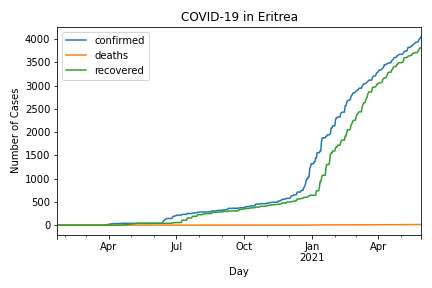 COVID-19 in Eritrea
confirmed
deaths
recovered
Number of Cases
4000
3500
3000
2500
2000
1500
1000
500
0
Apr
Jul
Oct
Jan
2021
Apr
Day